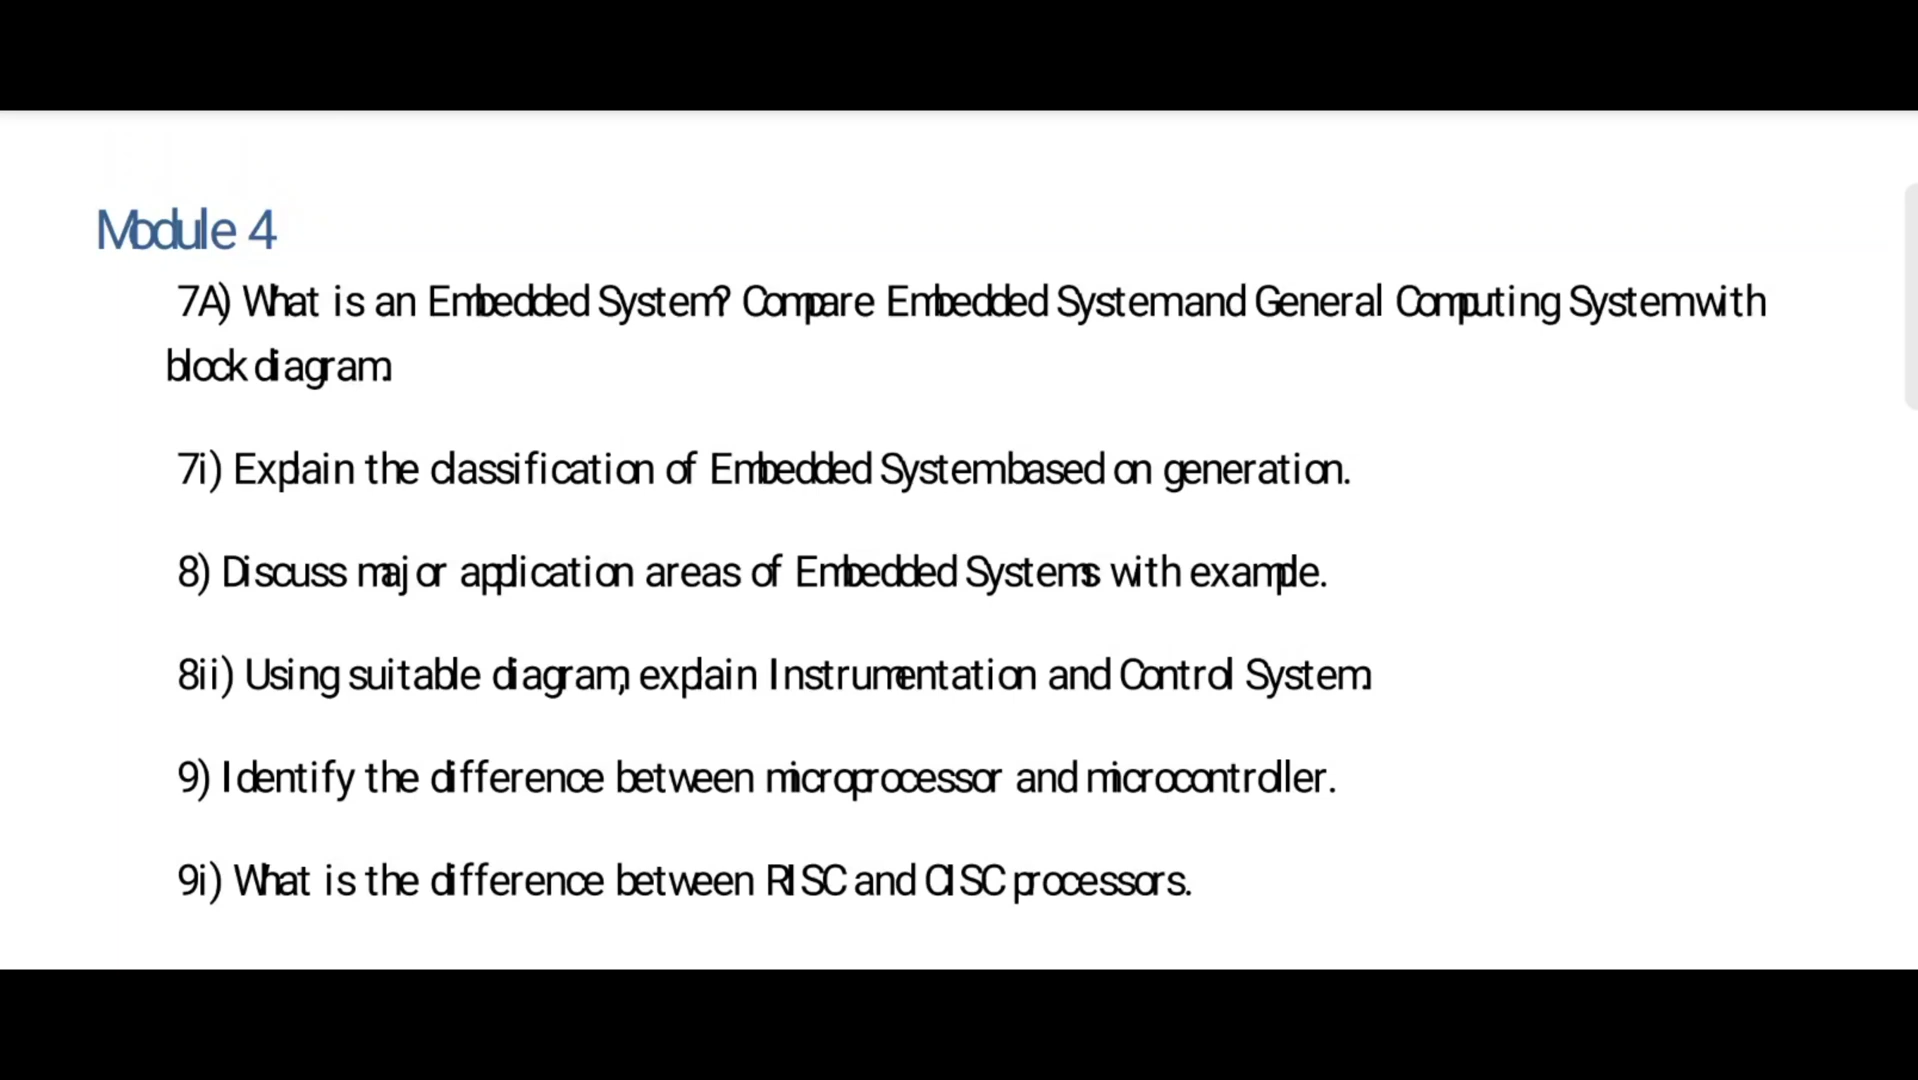 Module 4
7A) What is an Embedded System? Compare Embedded System and General Computing System with
block diagram.
7i) Explain the classification of Embedded System based on generation.
8) Discuss major application areas of Embedded Systems with example.
8ii) Using suitable diagram, explain Instrumentation and Control System.
9) Identify the difference between microprocessor and microcontroller.
9i) What is the difference between RISC and CISC processors.